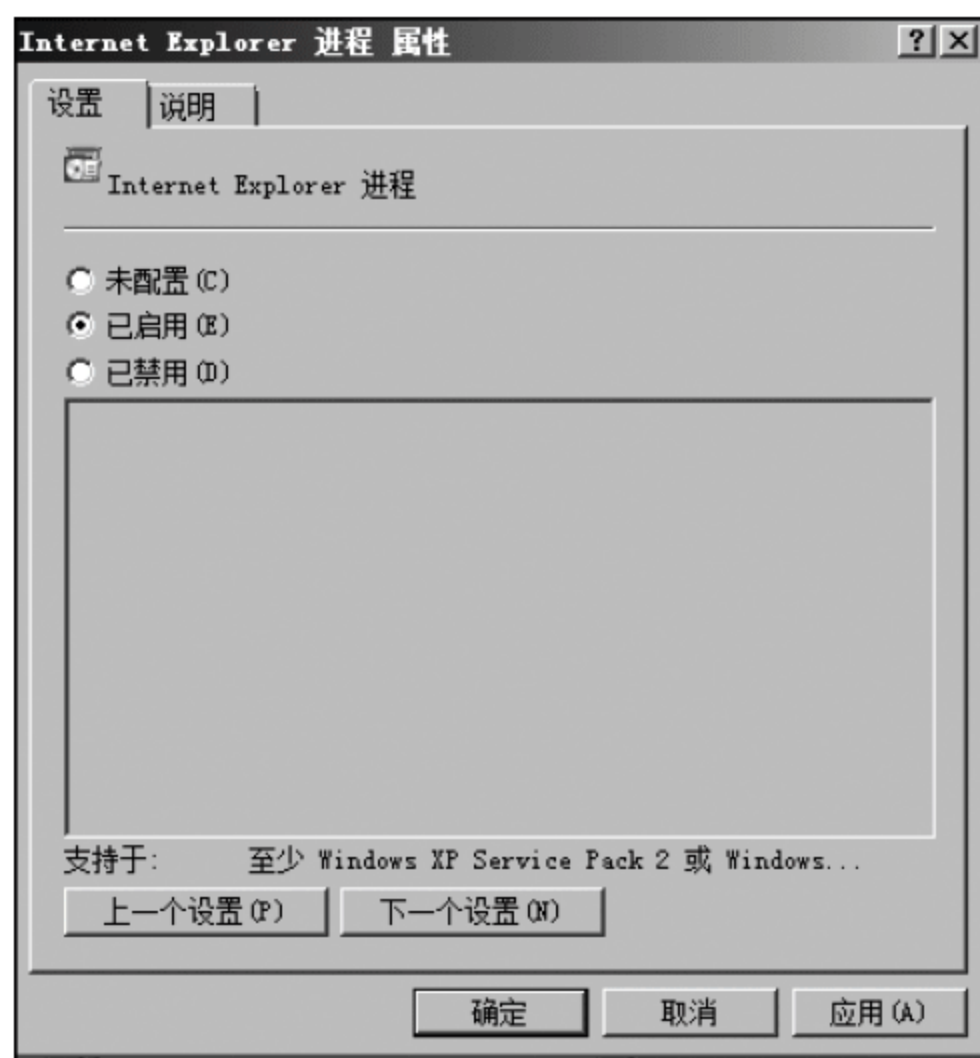 Internet Explorer 进程 属性
设置 说明
Internet Explorer 进程
未配置(C)
已启用(E)
已禁用(D)
支持于: 至少 Windows XP Service Pack 2 或 Windows...
上一个设置(P) 下一个设置(N)
确定 取消 应用(A)